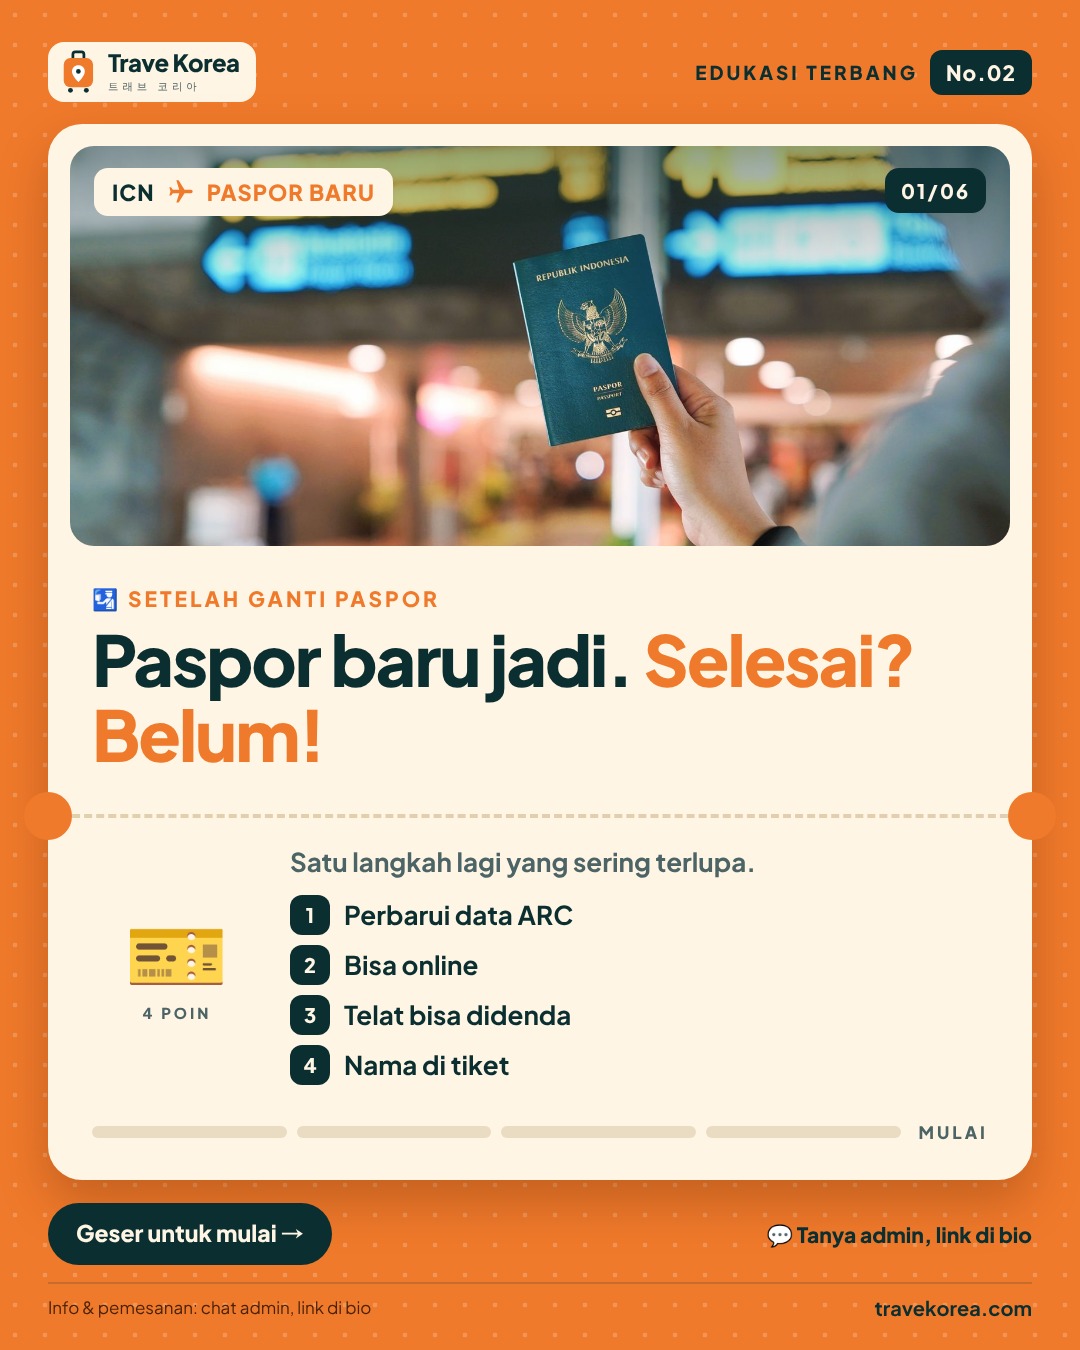 Trave Korea
트래브 코리아
EDUKASI TERBANG
No.02
ICN ✈ PASPOR BARU
01/06
REPUBLIK INDONESIA
PASPOR
PASSPORT
SETELAH GANTI PASPOR
Paspor baru jadi. Selesai?
Belum!
Satu langkah lagi yang sering terlupa.
1 Perbarui data ARC
2 Bisa online
3 Telat bisa didenda
4 Nama di tiket
4 POIN
MULAI
Geser untuk mulai →
💬 Tanya admin, link di bio
Info & pemesanan: chat admin, link di bio
travekorea.com